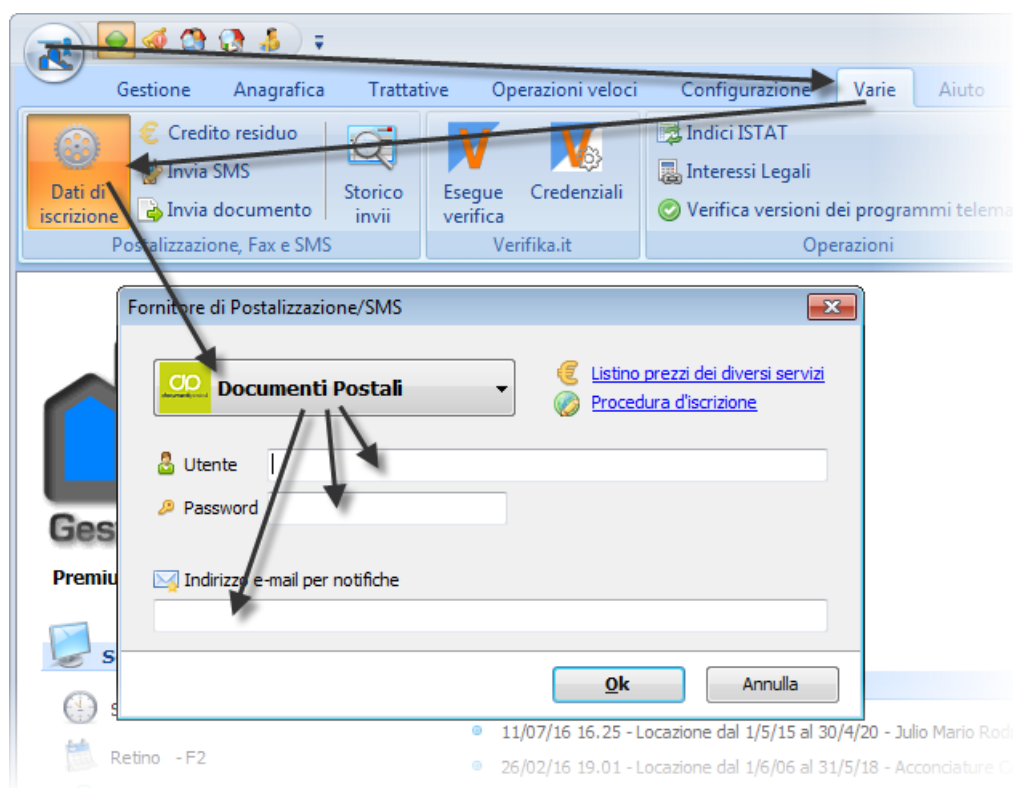 Gestione Anagrafica Trattative Operazioni veloci Configurazione Varie Aiuto
Dati di
iscrizione
Credito residuo
Invia SMS
Invia documento
Storico
invii
Postalizzazione, Fax e SMS
Esegue
verifica
Credenziali
Verifika.it
Indici ISTAT
Interessi Legali
Verifica versioni dei programmi telema
Operazioni
Fornitore di Postalizzazione/SMS
Documenti Postali
Listino prezzi dei diversi servizi
Procedura d'iscrizione
Utente
Password
Indirizzo e-mail per notifiche
Ok Annulla
Ges
Premiu
S
S
11/07/16 16.25 - Locazione dal 1/5/15 al 30/4/20 - Julio Mario Rod
Retino - F2
26/02/16 19.01 - Locazione dal 1/6/06 al 31/5/18 - Acconciature C